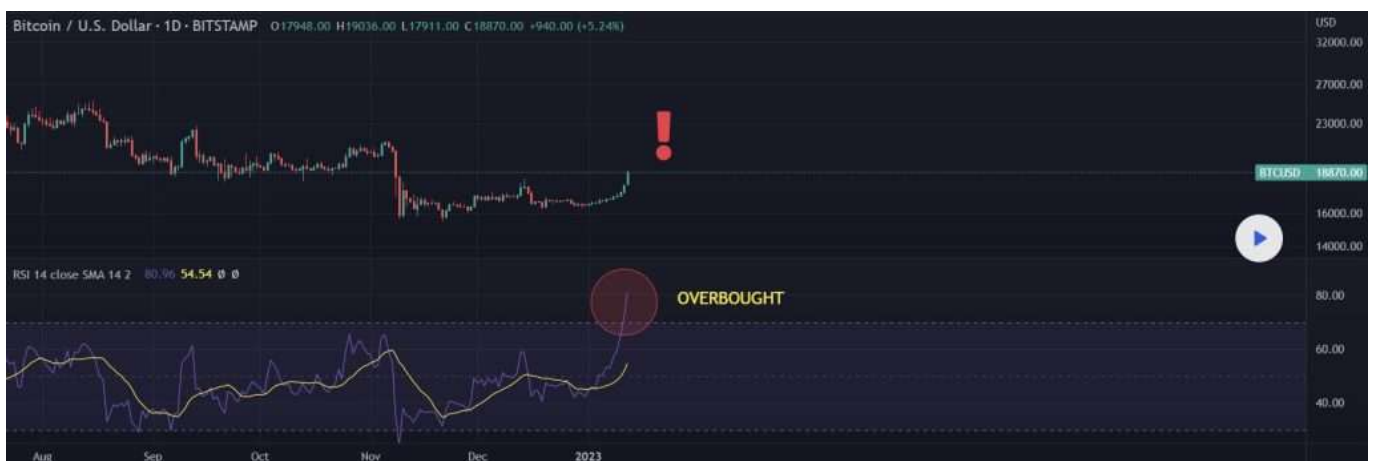 Bitcoin / U.S. Dollar · 1D · BITSTAMP O17948.00 H19036.00 L17911.00 C18870.00 +940.00 (+5.24%)
USD
32000.00
27000.00
23000.00
!
BTCUSD 18870.00
16000.00
14000.00
RSI 14 close SMA 14 2 80.96 54.54 Ø Ø
OVERBOUGHT
80.00
60.00
40.00
Aug Sep Oct Nov Dec 2023